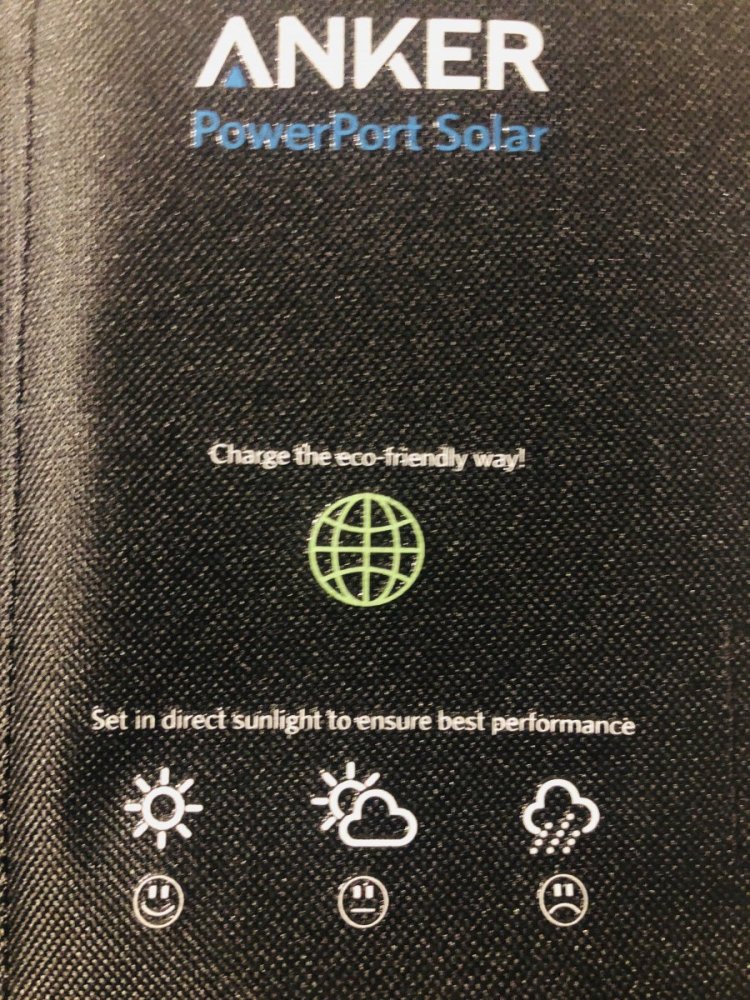 ANKER
PowerPort Solar
Charge the eco-friendly way!
Set in direct sunlight to ensure best performance